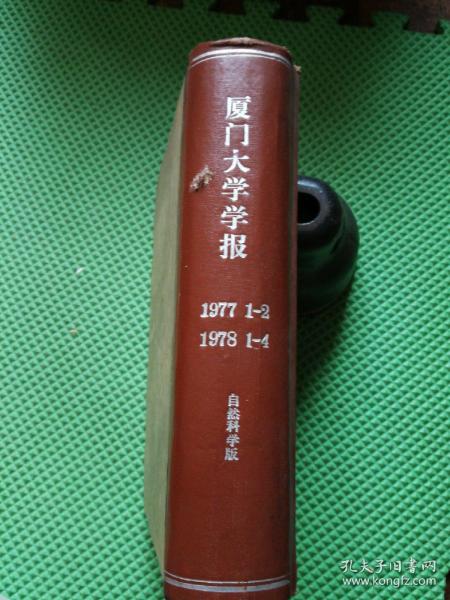 厦门大学学报
1977 1-2
1978 1-4
自然科学版
孔夫子旧书网
www.kongfz.com